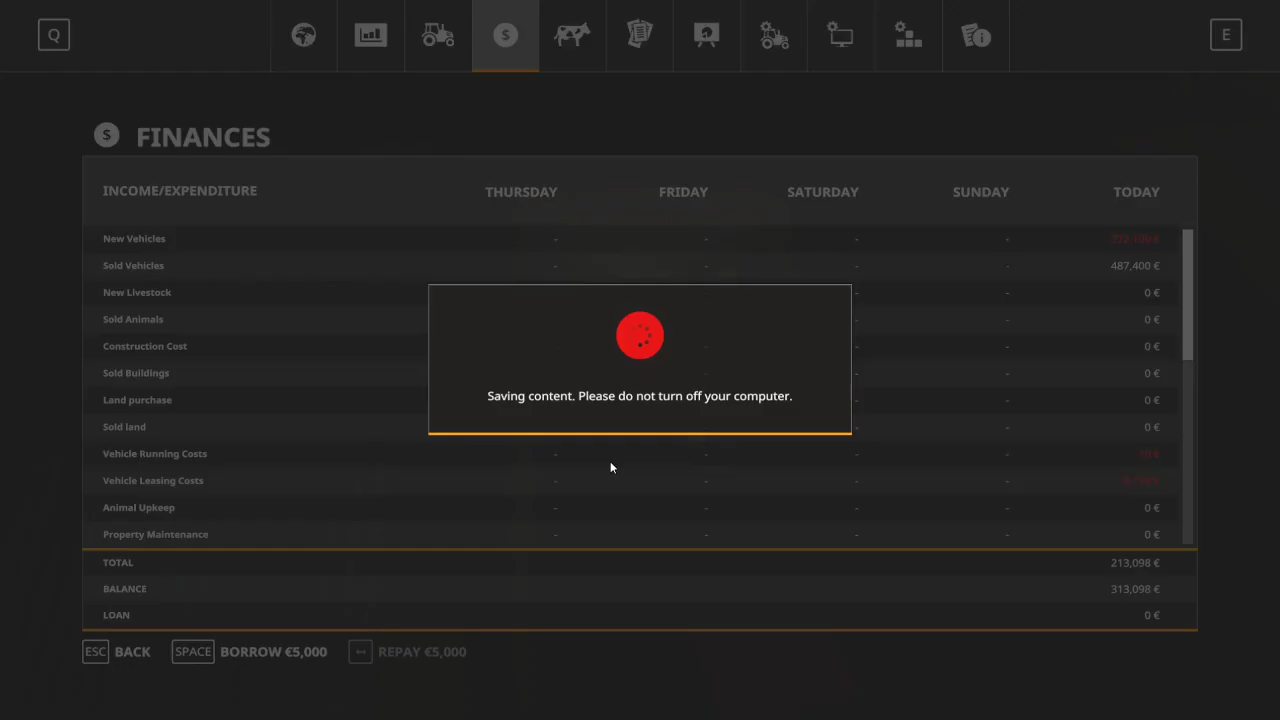 Q
E
$
$ FINANCES
INCOME/EXPENDITURE THURSDAY FRIDAY SATURDAY SUNDAY TODAY
New Vehicles - - - -
Sold Vehicles - - - - 487,400 €
New Livestock - 0 €
Sold Animals - 0 €
Construction Cost - - 0 €
Sold Buildings - - 0 €
Land purchase - 0 €
Sold land - 0 €
Vehicle Running Costs - - - -
Vehicle Leasing Costs - - - -
Animal Upkeep - - - - 0 €
Property Maintenance - - - - 0 €
Saving content. Please do not turn off your computer.
TOTAL 213,098 €
BALANCE 313,098 €
LOAN 0 €
ESC BACK SPACE BORROW €5,000 REPAY €5,000